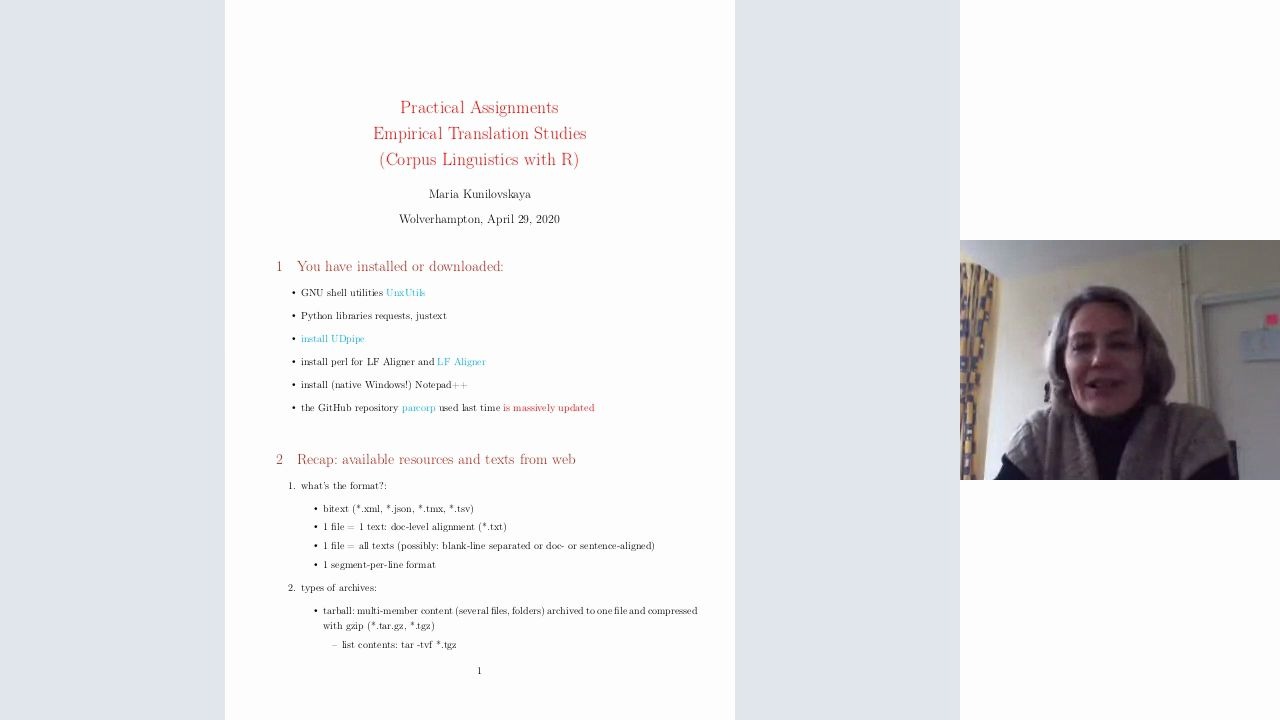 Practical Assignments
Empirical Translation Studies
(Corpus Linguistics with R)
Maria Kunilovskaya
Wolverhampton, April 29, 2020
1 You have installed or downloaded:
• GNU shell utilities UnxUtils
• Python libraries requests, justext
• install UDpipe
• install perl for LF Aligner and LF Aligner
• install (native Windows!) Notepad++
• the GitHub repository parcorp used last time is massively updated
2 Recap: available resources and texts from web
1. what's the format?:
• bitext (*.xml, *.json, *.tmx, *.tsv)
• 1 file = 1 text: doc-level alignment (*.txt)
• 1 file = all texts (possibly: blank-line separated or doc- or sentence-aligned)
• 1 segment-per-line format
2. types of archives:
• tarball: multi-member content (several files, folders) archived to one file and compressed
with gzip (*.tar.gz, *.tgz)
– list contents: tar -tvf *.tgz
1